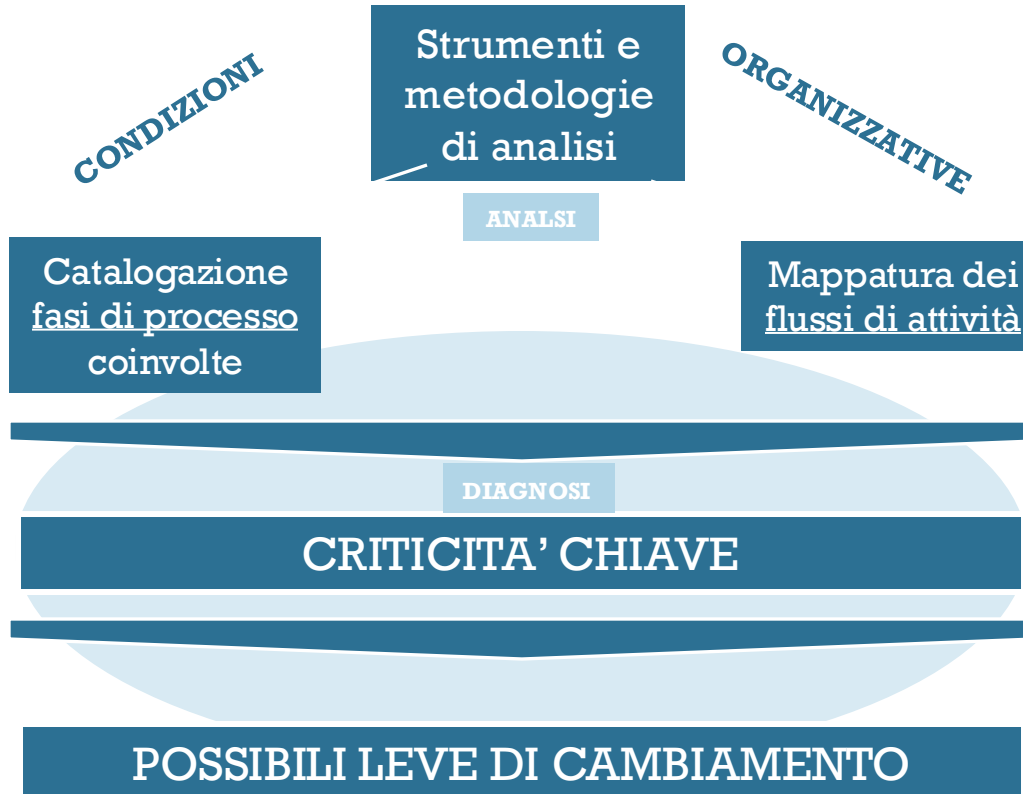 CONDIZIONI
Strumenti e
metodologie
di analisi
ORGANIZZATIVE
ANALSI
Catalogazione
fasi di processo
coinvolte
Mappatura dei
flussi di attività
DIAGNOSI
CRITICITA’ CHIAVE
POSSIBILI LEVE DI CAMBIAMENTO